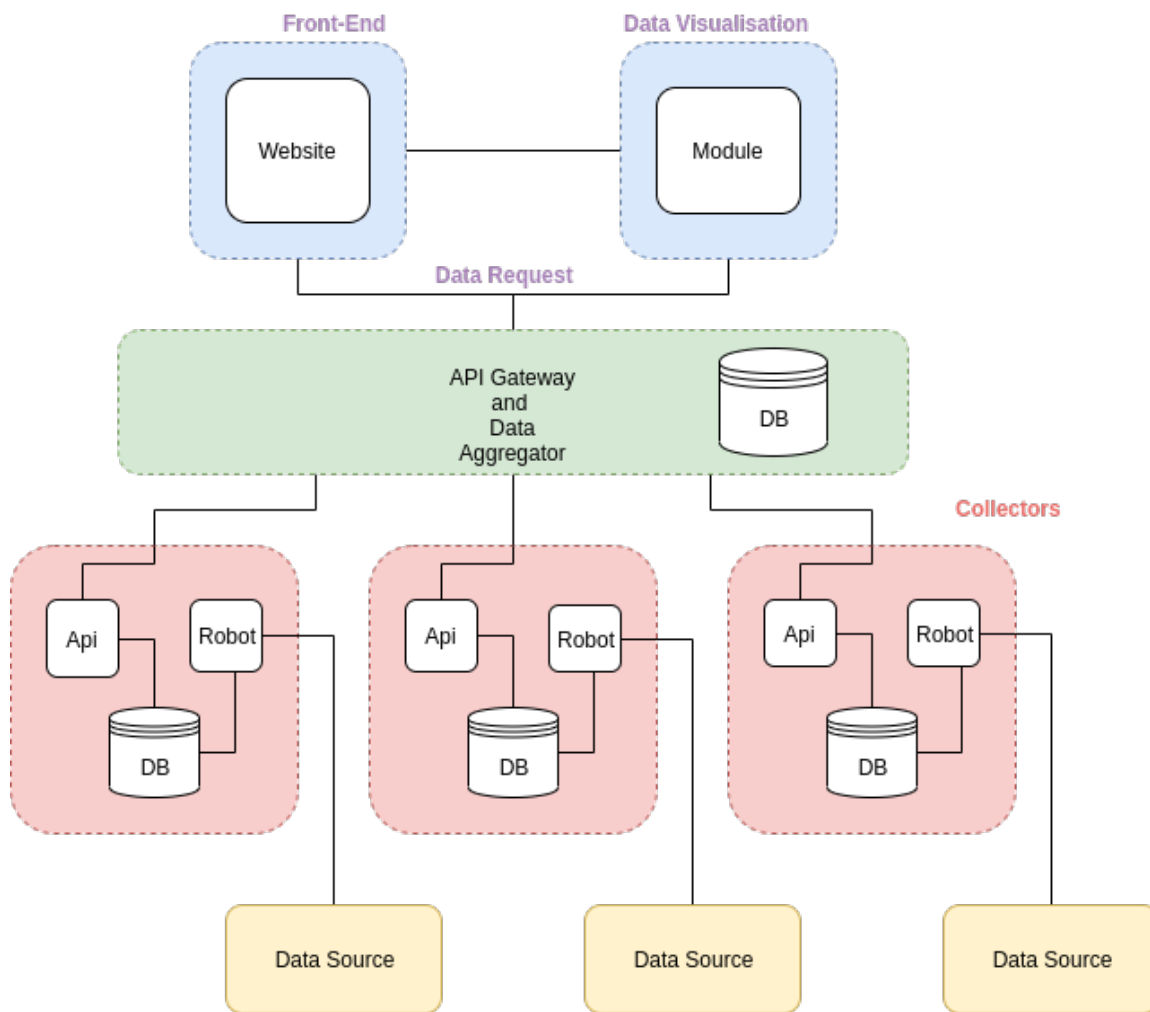 Front-End
Data Visualisation
Website
Module
Data Request
API Gateway
and
Data
Aggregator
DB
Collectors
Api
Robot
DB
Api
Robot
DB
Api
Robot
DB
Data Source
Data Source
Data Source